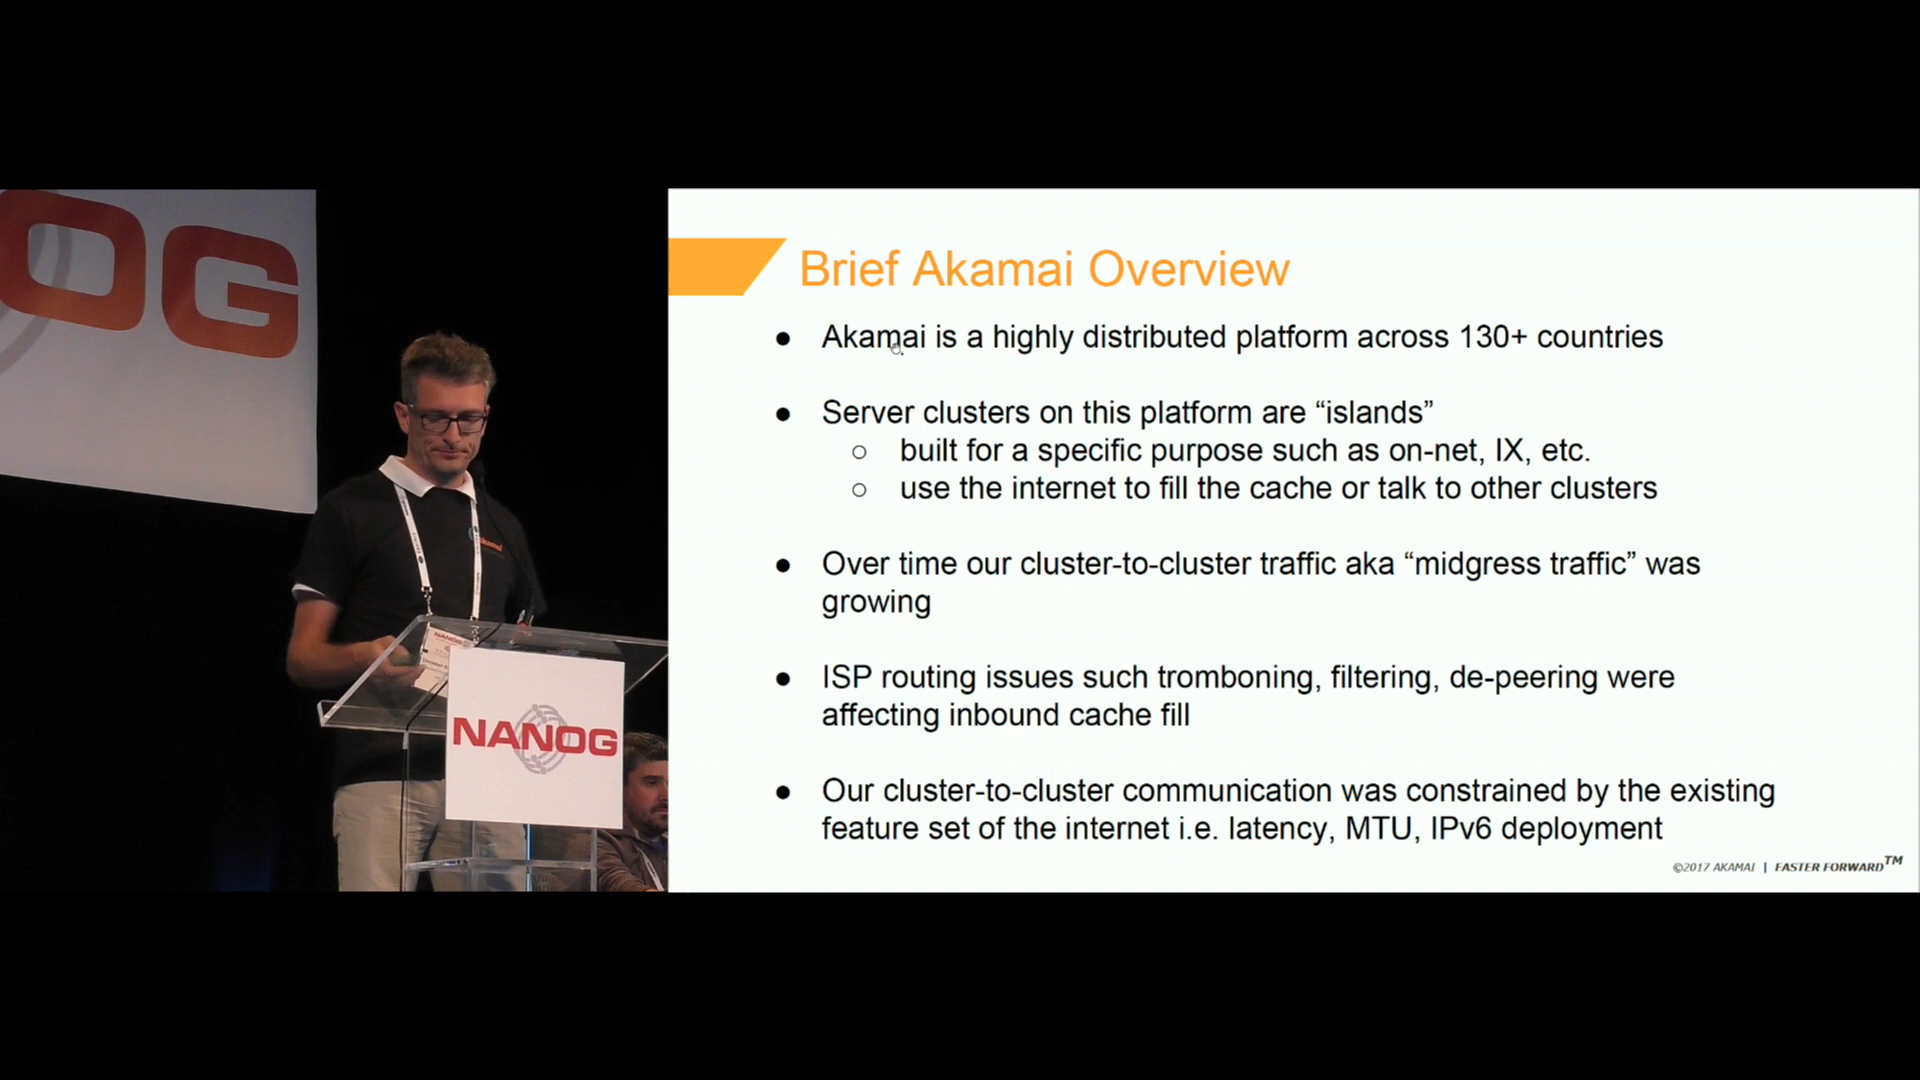 OG
Brief Akamai Overview
● Akamai is a highly distributed platform across 130+ countries
● Server clusters on this platform are “islands”
○ built for a specific purpose such as on-net, IX, etc.
○ use the internet to fill the cache or talk to other clusters
● Over time our cluster-to-cluster traffic aka “midgress traffic” was
growing
● ISP routing issues such tromboning, filtering, de-peering were
affecting inbound cache fill
● Our cluster-to-cluster communication was constrained by the existing
feature set of the internet i.e. latency, MTU, IPv6 deployment
©2017 AKAMAI | FASTER FORWARD™
Akamai
NANOG
NANOG